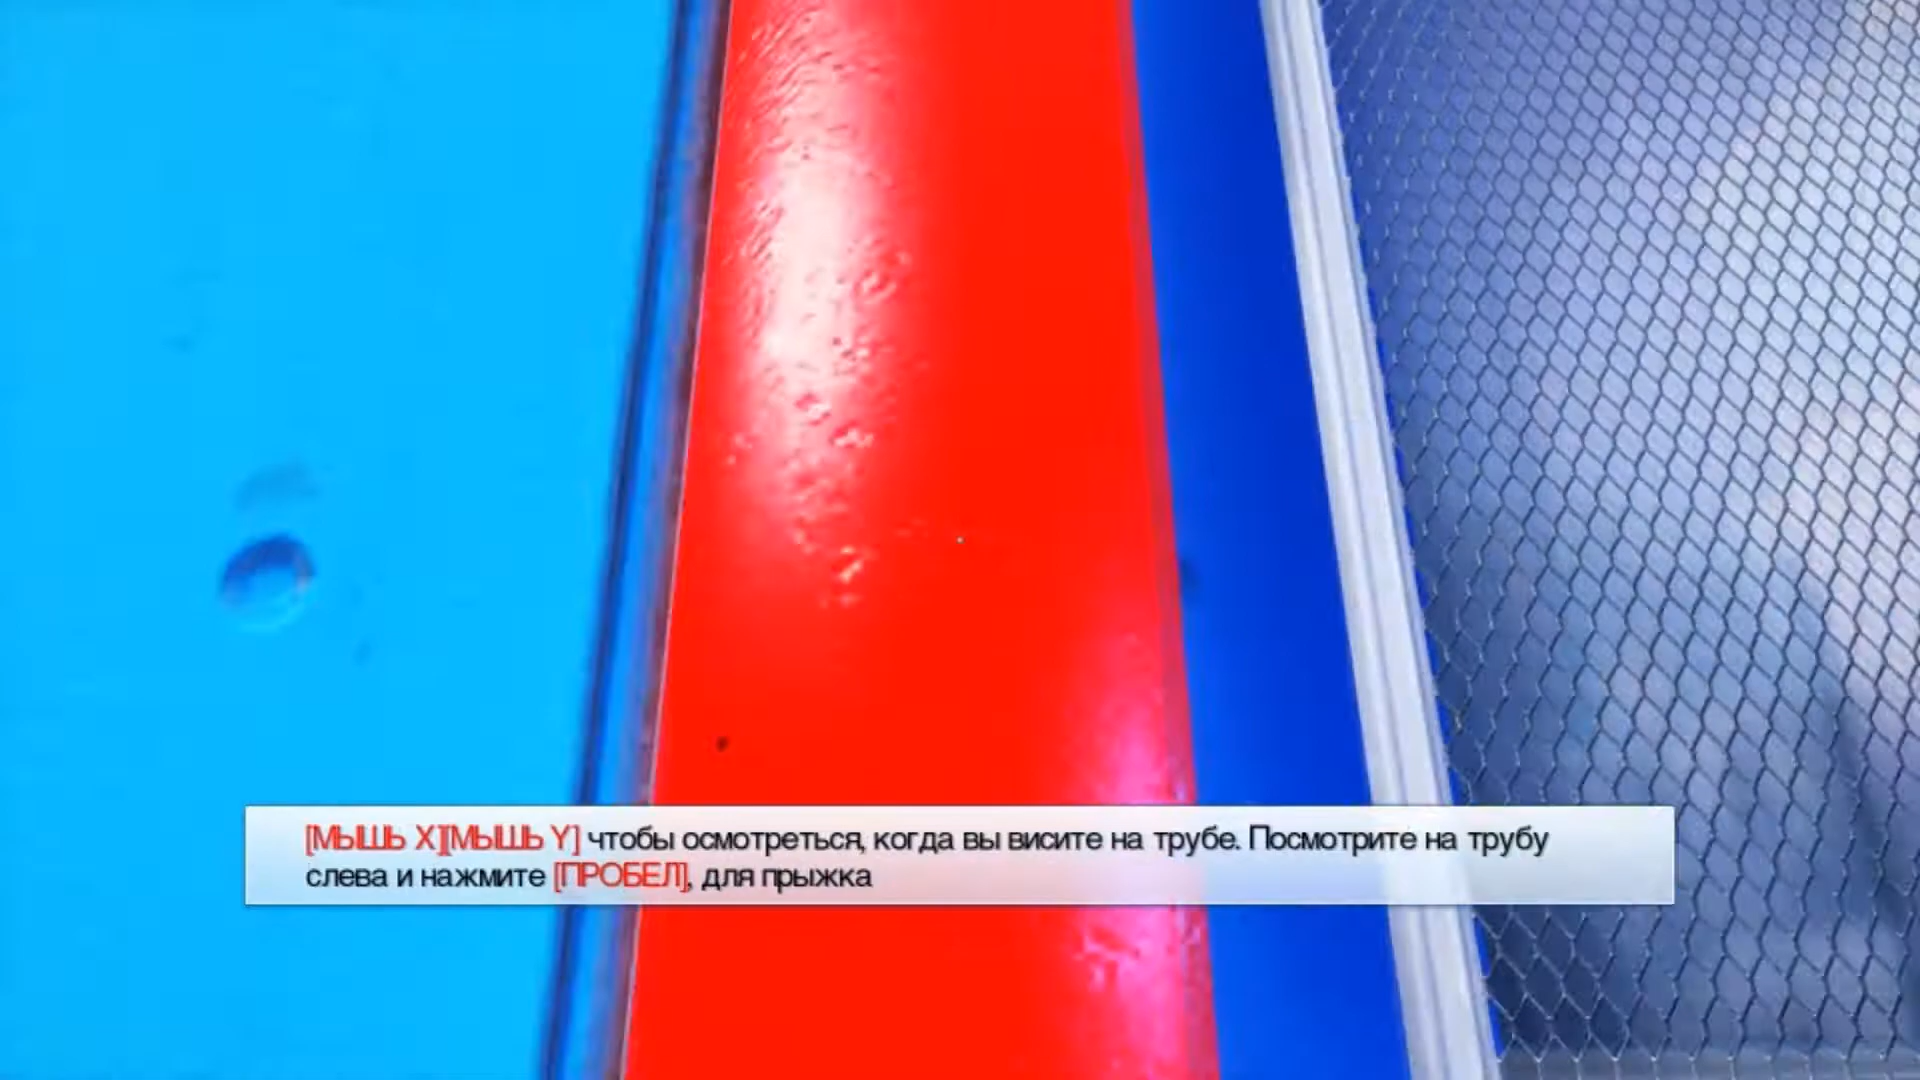 [МЫШЬ X][МЫШЬ Y] чтобы осмотреться, когда вы висите на трубе. Посмотрите на трубу
слева и нажмите [ПРОБЕЛ], для прыжка